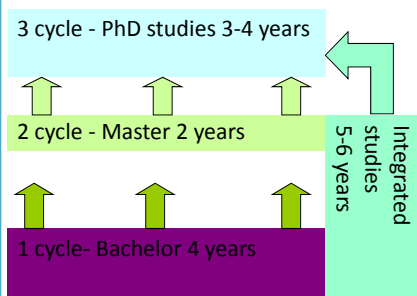 3 cycle - PhD studies 3-4 years
2 cycle - Master 2 years
1 cycle- Bachelor 4 years
Integrated
studies
5-6 years